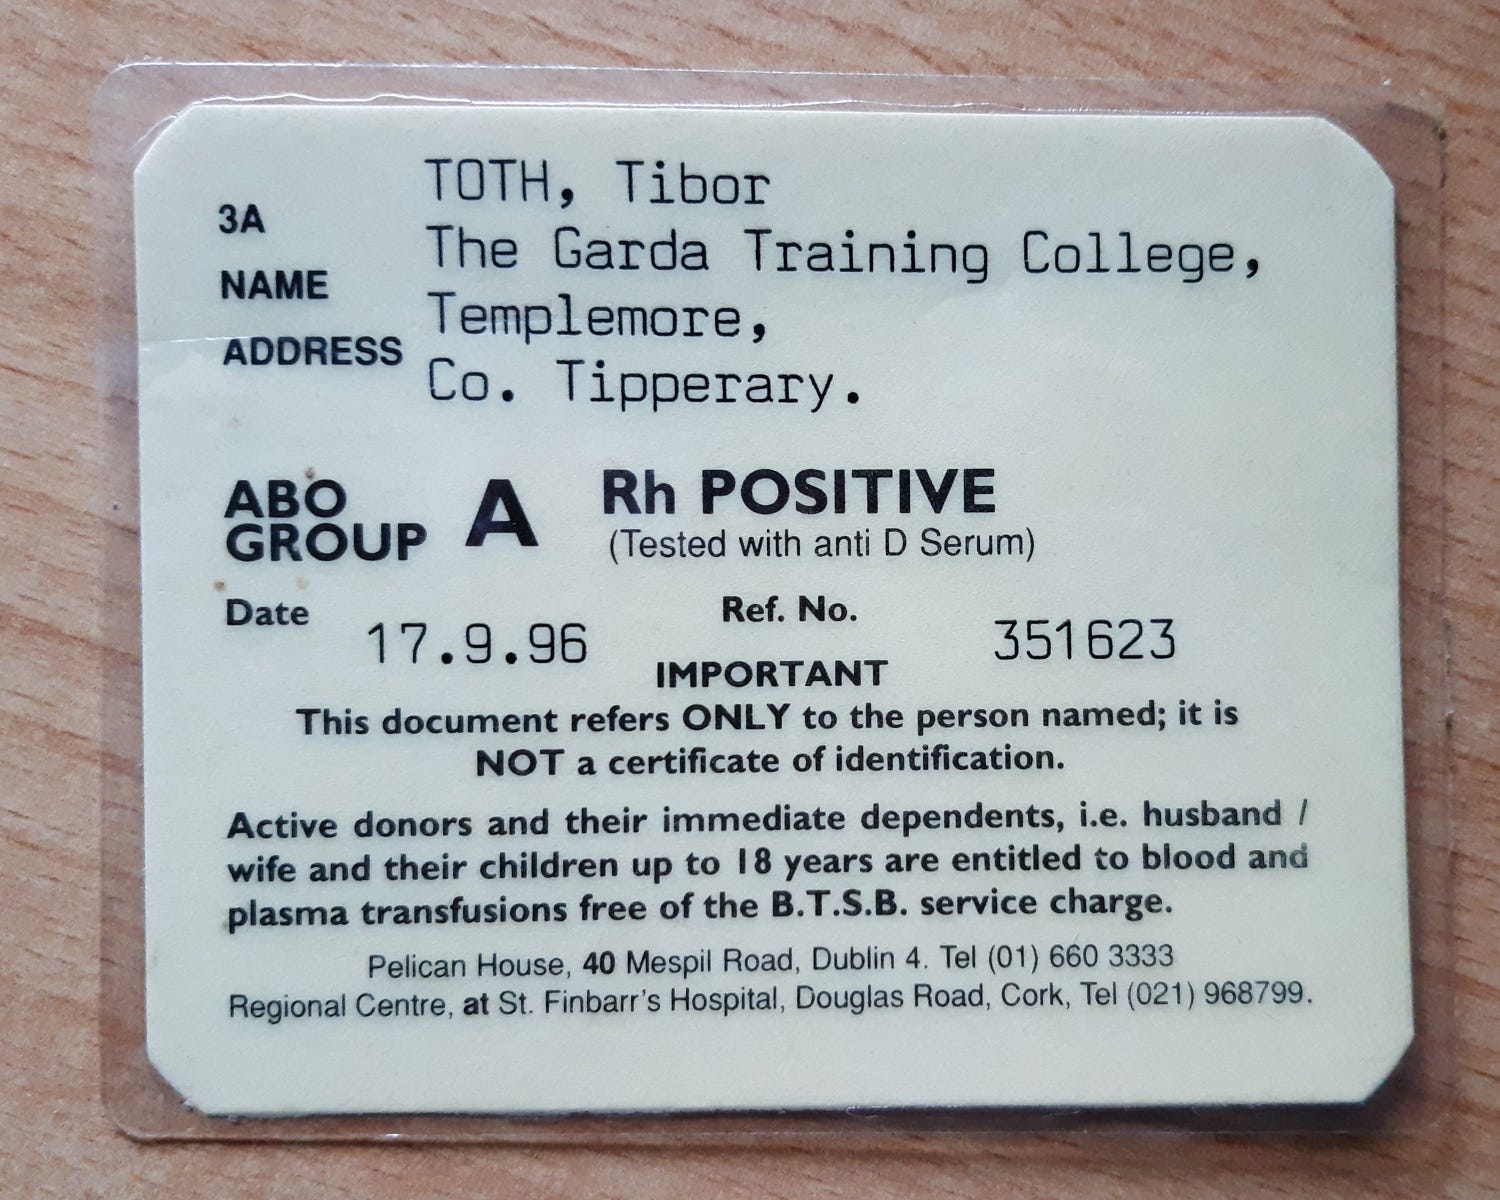 TOTH, Tibor
3A
The Garda Training College,
NAME
Templemore,
ADDRESS
Co. Tipperary.
ABO GROUP A Rh POSITIVE
(Tested with anti D Serum)
Date 17.9.96 Ref. No. 351623
IMPORTANT
This document refers ONLY to the person named; it is
NOT a certificate of identification.
Active donors and their immediate dependents, i.e. husband /
wife and their children up to 18 years are entitled to blood and
plasma transfusions free of the B.T.S.B. service charge.
Pelican House, 40 Mespil Road, Dublin 4. Tel (01) 660 3333
Regional Centre, at St. Finbarr's Hospital, Douglas Road, Cork, Tel (021) 968799.